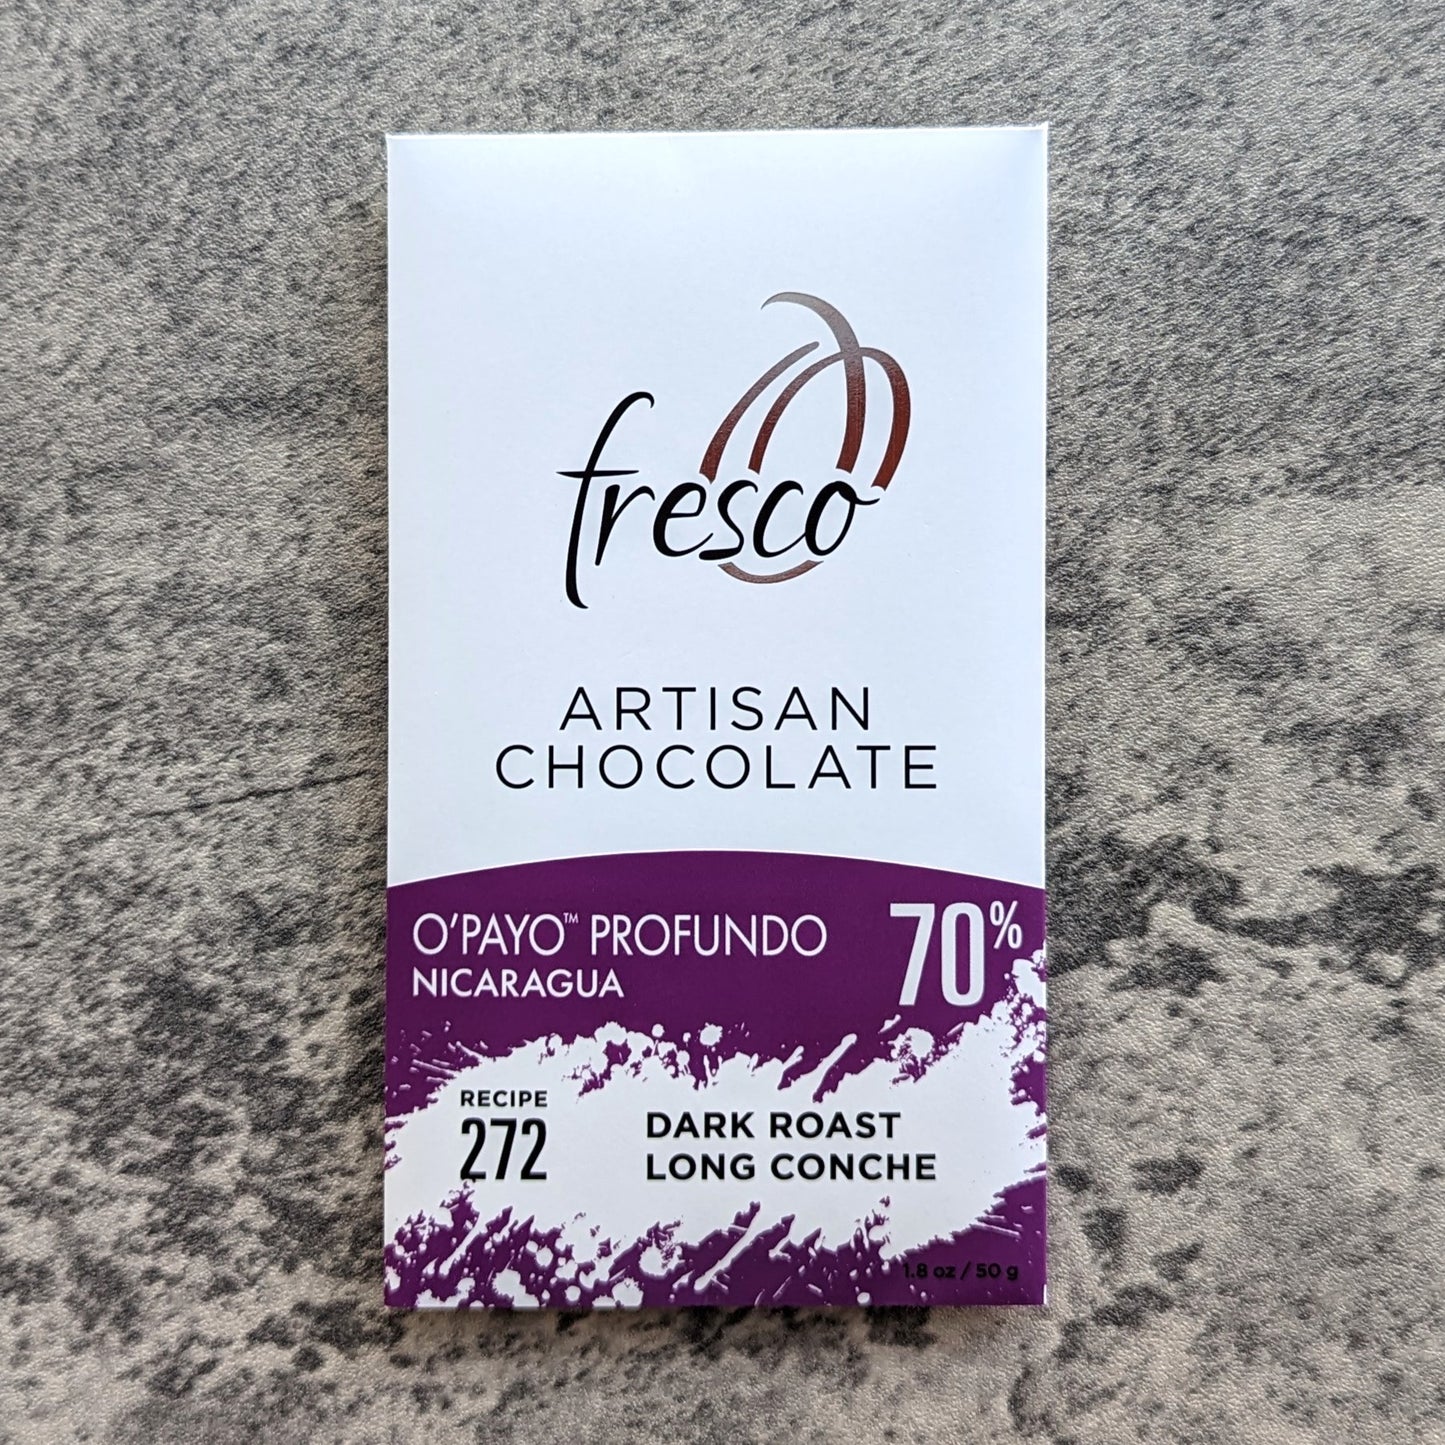 fresco
ARTISAN
CHOCOLATE
O'PAYO™ PROFUNDO
NICARAGUA
70%
RECIPE
272
DARK ROAST
LONG CONCHE
1.8 oz / 50 g